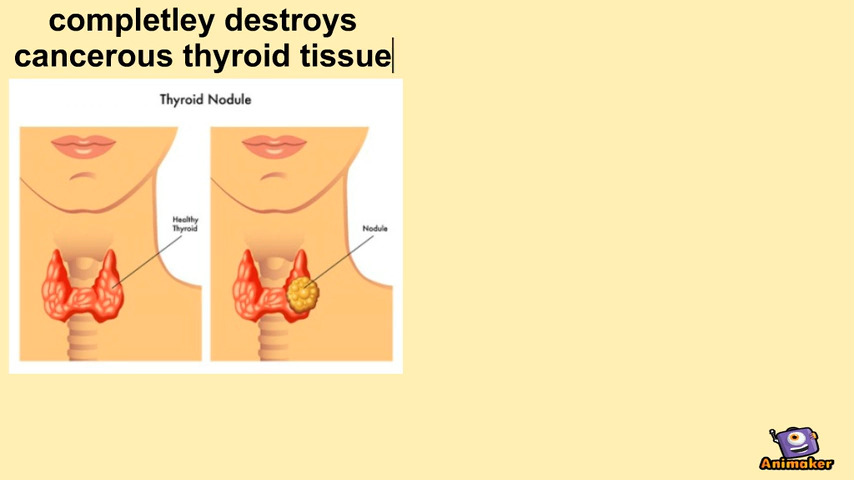 completley destroys
cancerous thyroid tissue
Thyroid Nodule
Healthy
Thyroid
Nodule
Animaker